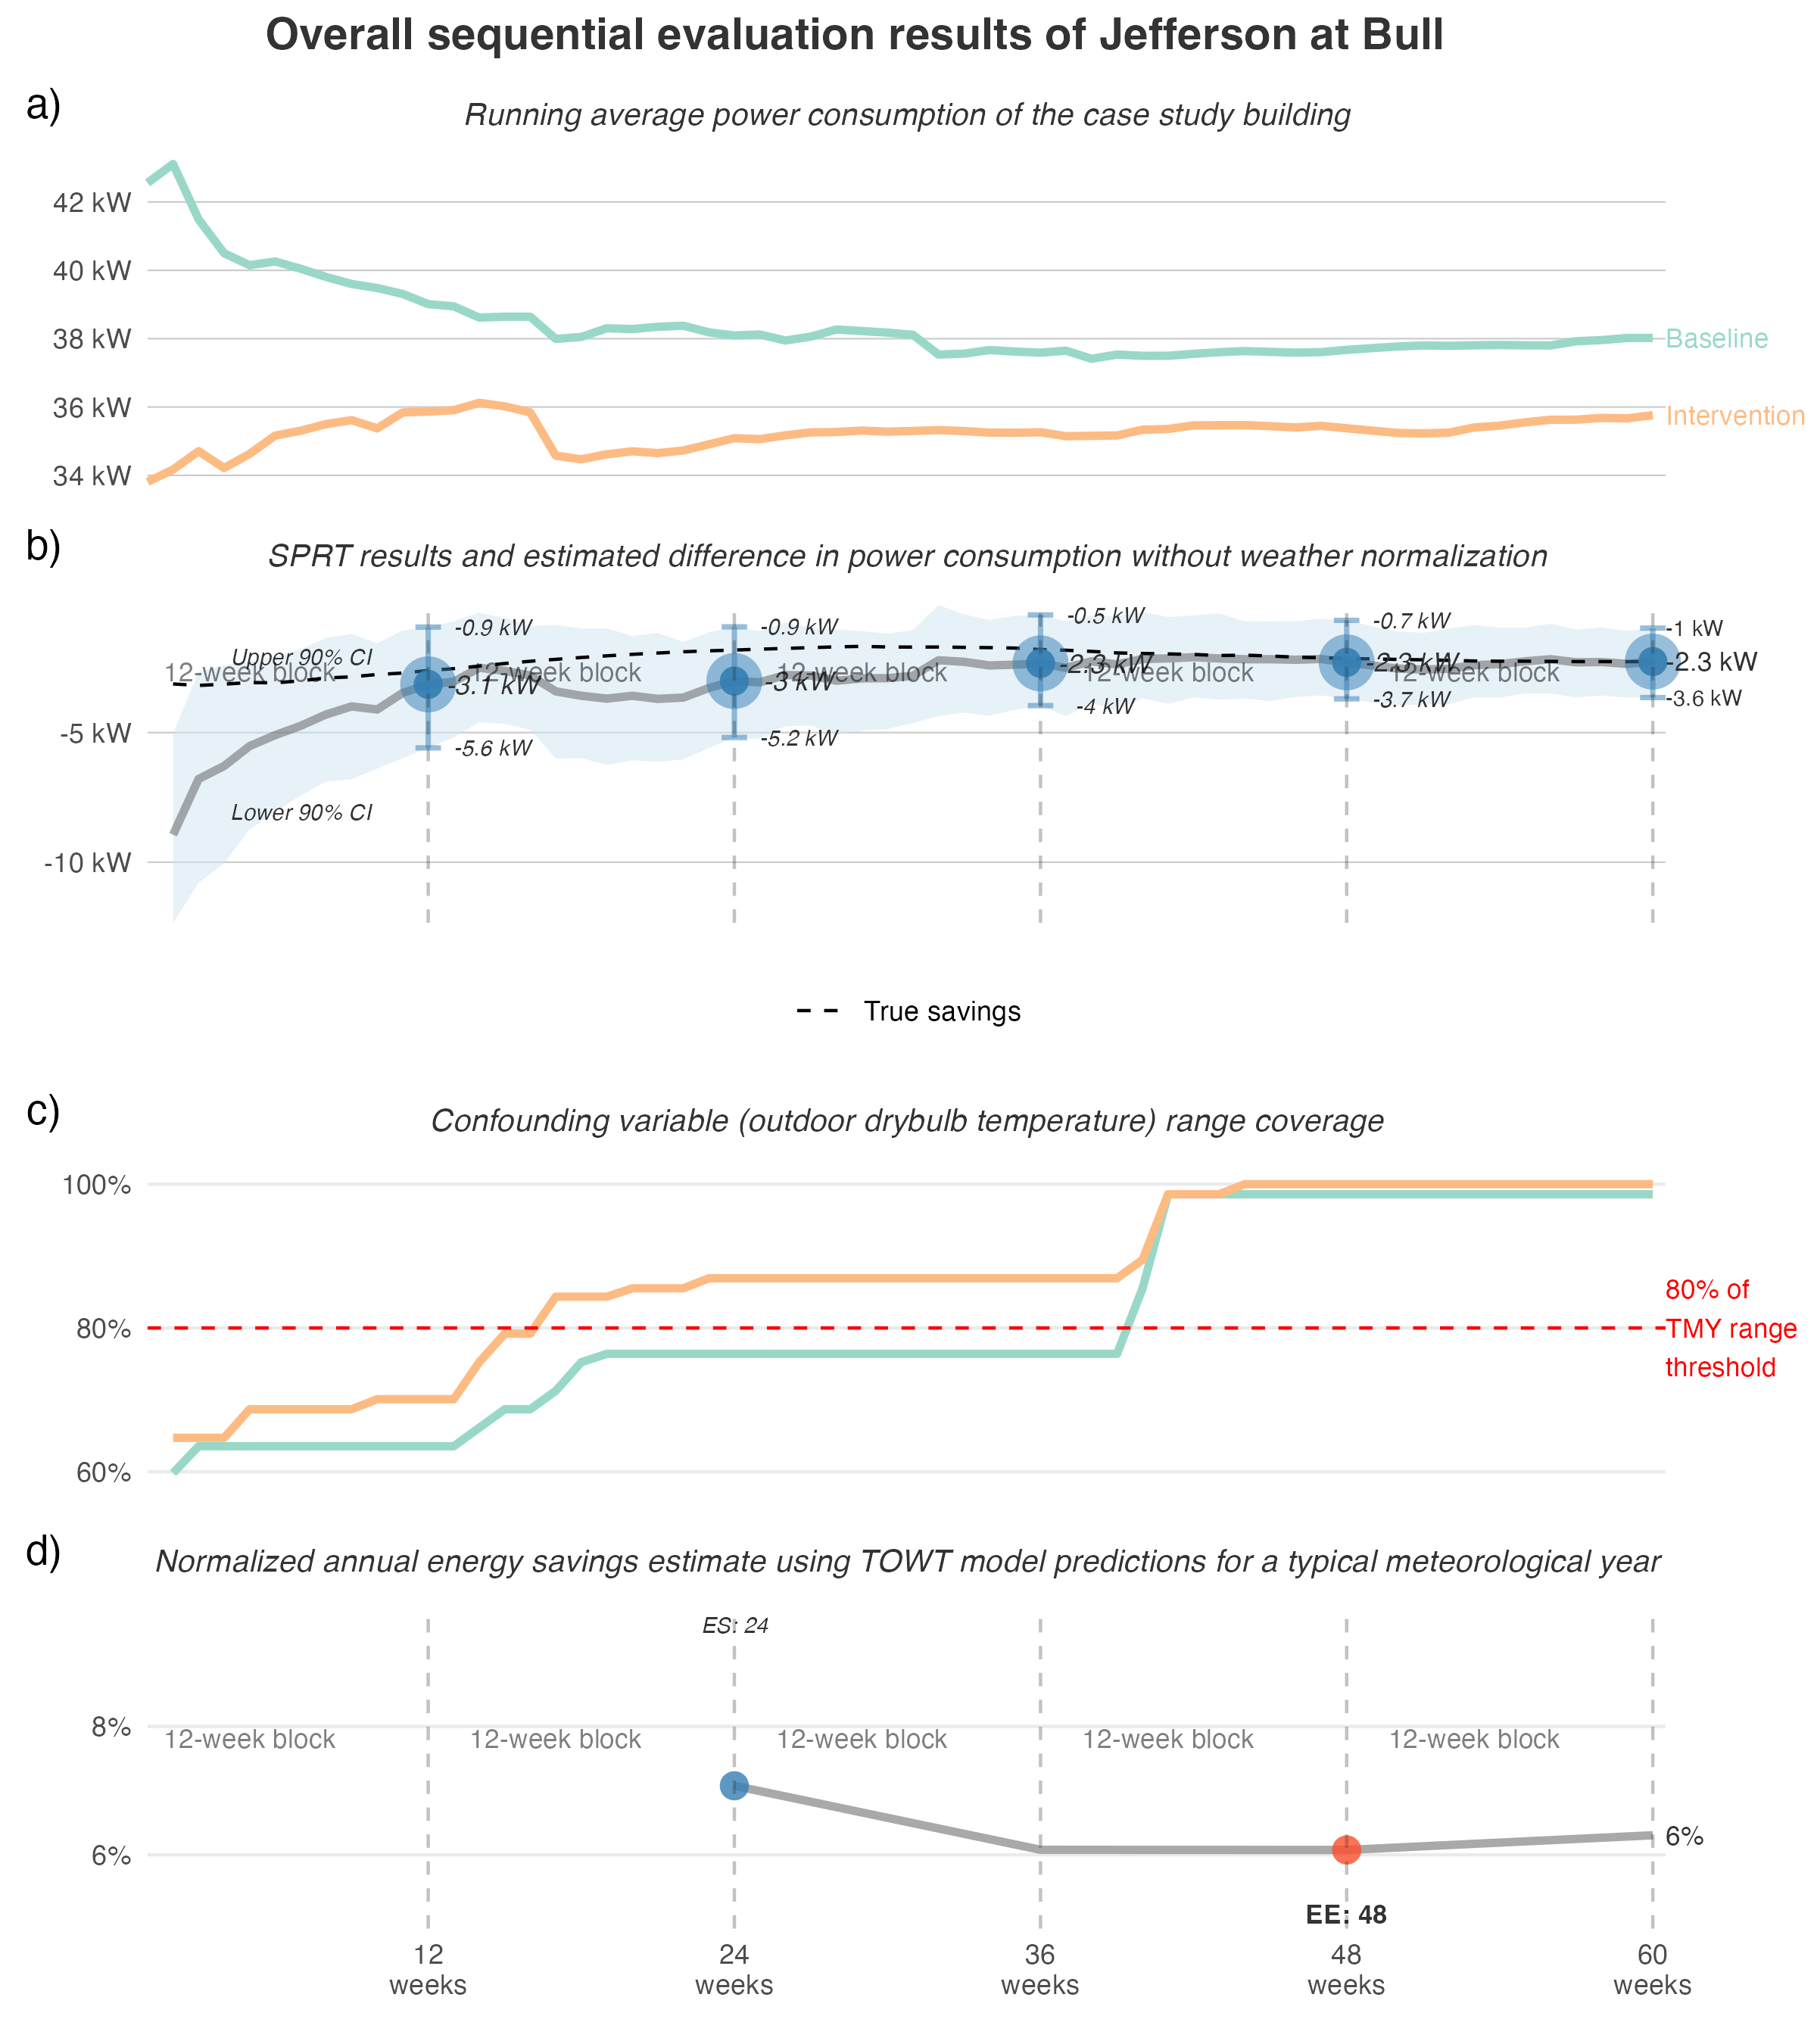 Overall sequential evaluation results of Jefferson at Bull
a)
Running average power consumption of the case study building
42 kW
40 kW
38 kW
36 kW
34 kW
Baseline
Intervention
b)
SPRT results and estimated difference in power consumption without weather normalization
-0.9 kW
-0.9 kW
-0.5 kW
-0.7 kW
-1 kW
Upper 90% CI
12-week block
12-week block
12-week block
12-week block
12-week block
-3.1 kW
-3 kW
-2.3 kW
-2.3 kW
-2.3 kW
-5.6 kW
-5.2 kW
-4 kW
-3.7 kW
-3.6 kW
-5 kW
Lower 90% CI
-10 kW
True savings
c)
Confounding variable (outdoor drybulb temperature) range coverage
100%
80%
60%
80% of
TMY range
threshold
d)
Normalized annual energy savings estimate using TOWT model predictions for a typical meteorological year
ES: 24
8%
12-week block
12-week block
12-week block
12-week block
12-week block
6%
6%
EE: 48
12
weeks
24
weeks
36
weeks
48
weeks
60
weeks